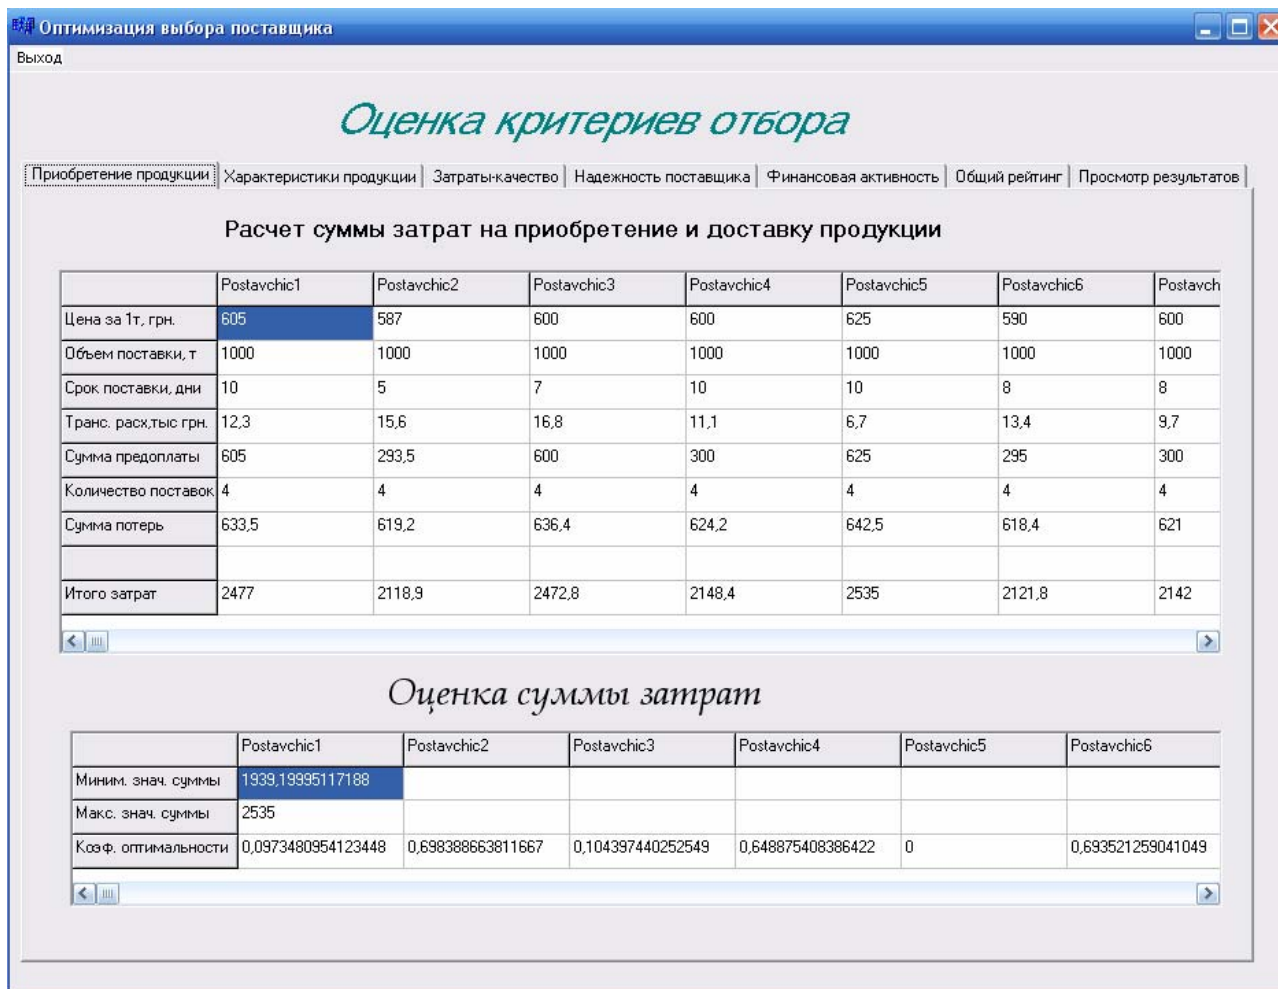 Оптимизация выбора поставщика
Выход
Оценка критериев отбора
Приобретение продукции Характеристики продукции Затраты-качество Надежность поставщика Финансовая активность Общий рейтинг Просмотр результатов
Расчет суммы затрат на приобретение и доставку продукции
Postavchic1 Postavchic2 Postavchic3 Postavchic4 Postavchic5 Postavchic6 Postavch
Цена за 1т, грн. 605 587 600 600 625 590 600
Объем поставки, т 1000 1000 1000 1000 1000 1000 1000
Срок поставки, дни 10 5 7 10 10 8 8
Транс. расх,тыс грн. 12,3 15,6 16,8 11,1 6,7 13,4 9,7
Сумма предоплаты 605 293,5 600 300 625 295 300
Количество поставок 4 4 4 4 4 4 4
Сумма потерь 633,5 619,2 636,4 624,2 642,5 618,4 621
Итого затрат 2477 2118,9 2472,8 2148,4 2535 2121,8 2142
Оценка суммы затрат
Postavchic1 Postavchic2 Postavchic3 Postavchic4 Postavchic5 Postavchic6
Миним. знач. суммы 1939,19995117188
Макс. знач. суммы 2535
Коэф. оптимальности 0,0973480954123448 0,698388663811667 0,104397440252549 0,648875408386422 0 0,693521259041049